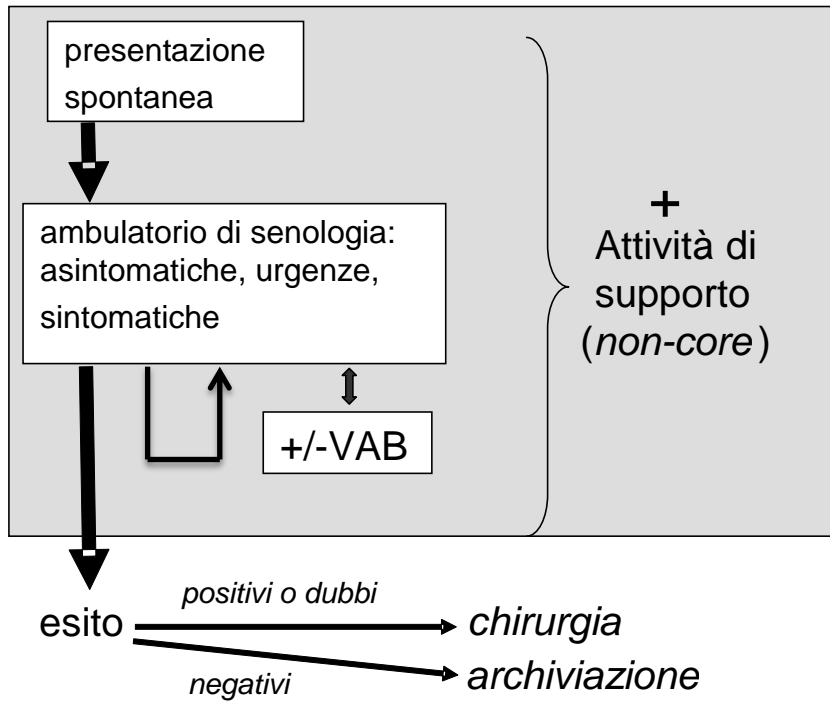 presentazione
spontanea
ambulatorio di senologia:
asintomatiche, urgenze,
sintomatiche
+/-VAB
+
Attività di
supporto
(non-core)
esito
positivi o dubbi
chirurgia
negativi
archiviazione